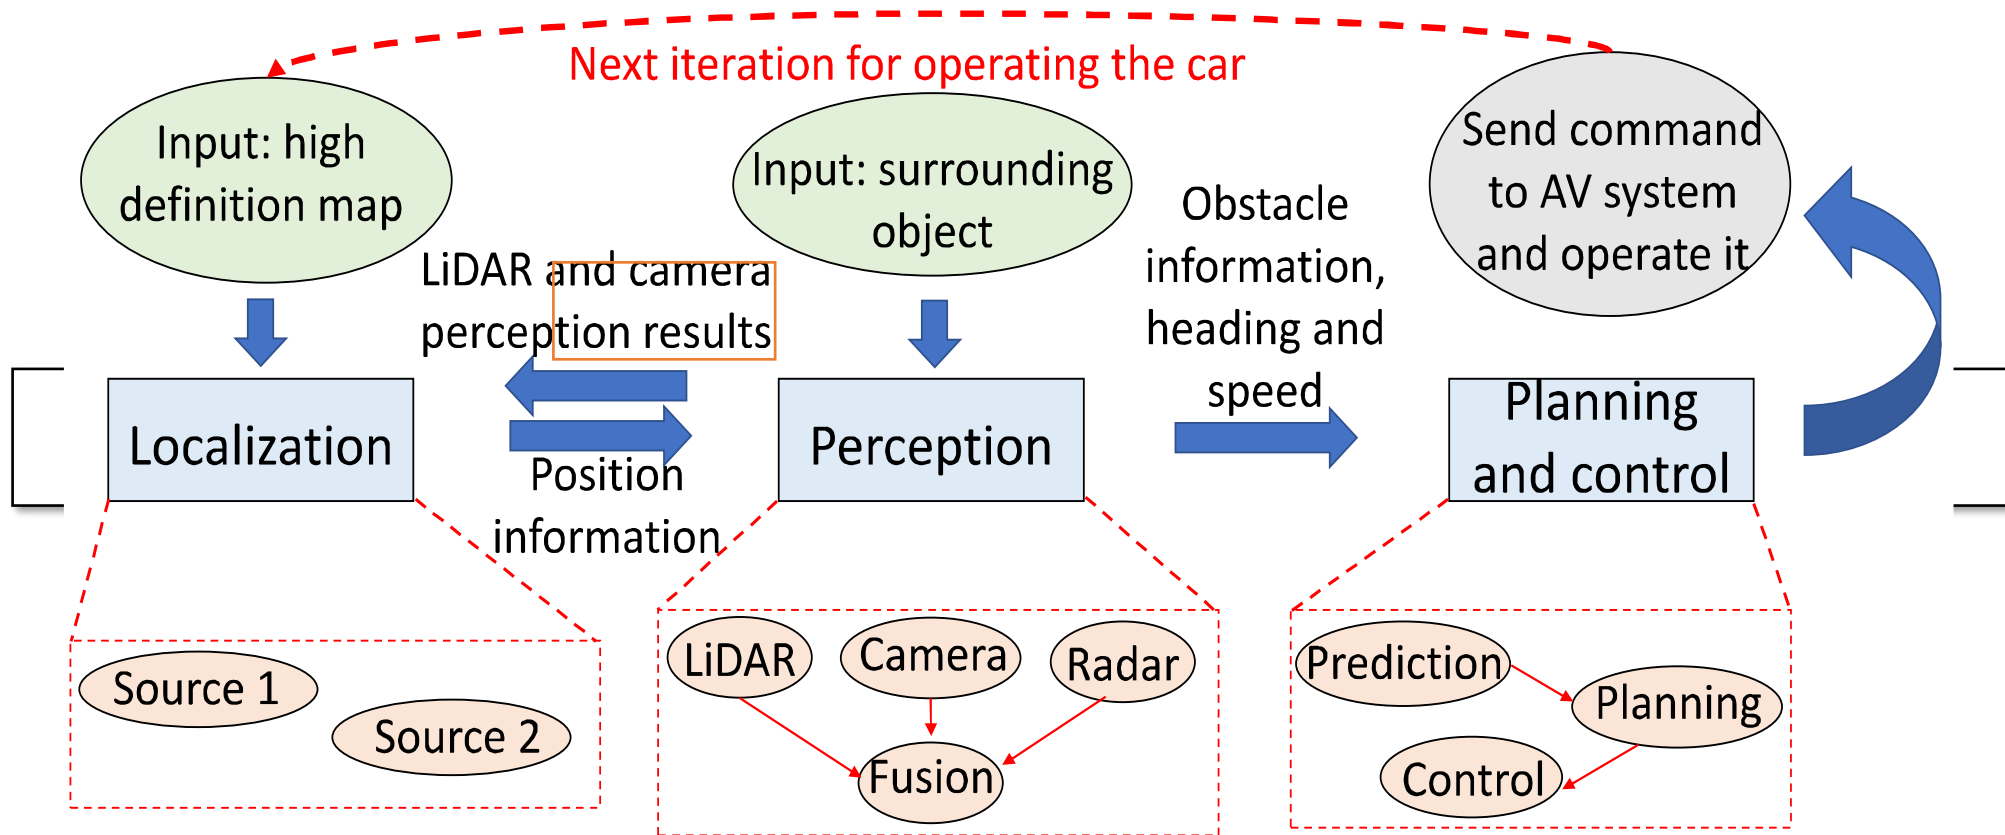 Next iteration for operating the car
Input: high
definition map
Input: surrounding
object
Send command
to AV system
and operate it
LiDAR and camera
perception results
Obstacle
information,
heading and
speed
Localization
Position
information
Perception
Planning
and control
Source 1
Source 2
LiDAR
Camera
Radar
Fusion
Prediction
Planning
Control